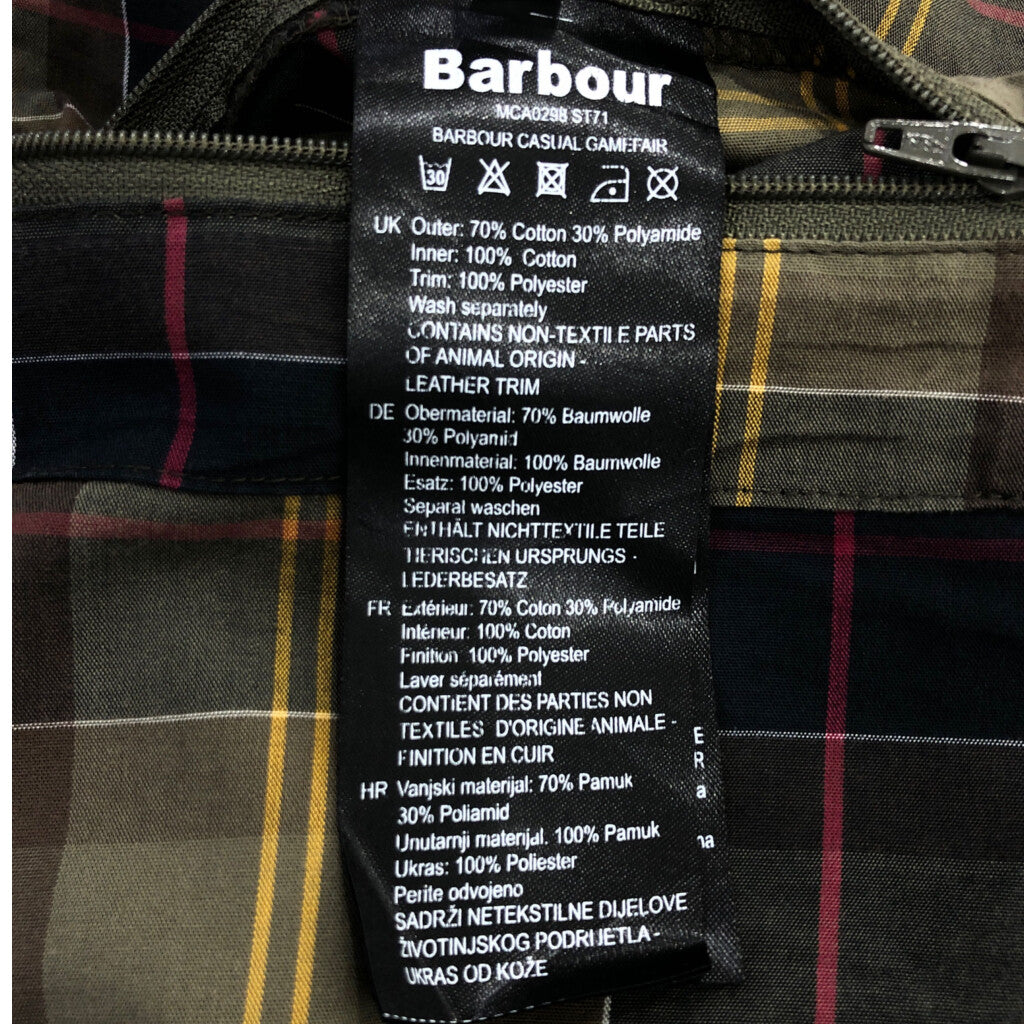 Barbour
MCA0298 ST71
BARBOUR CASUAL GAMEFAIR
30
UK Outer: 70% Cotton 30% Polyamide
Inner: 100% Cotton
Trim: 100% Polyester
Wash separately
CONTAINS NON-TEXTILE PARTS
OF ANIMAL ORIGIN -
LEATHER TRIM
DE Obermaterial: 70% Baumwolle
30% Polyamid
Innenmaterial: 100% Baumwolle
Esatz: 100% Polyester
Separat waschen
ENTHÄLT NICHTTEXTILE TEILE
TIERISCHEN URSPRUNGS -
LEDERBESATZ
FR Extérieur: 70% Coton 30% Polyamide
Intérieur: 100% Coton
Finition 100% Polyester
Laver séparément
CONTIENT DES PARTIES NON
TEXTILES D'ORIGINE ANIMALE -
FINITION EN CUIR
HR Vanjski materijal: 70% Pamuk
30% Poliamid
Unutarnji materijal. 100% Pamuk
Ukras: 100% Poliester
Perite odvojeno
SADRŽI NETEKSTILNE DIJELOVE
ŽIVOTINJSKOG PODRIJETLA -
UKRAS OD KOŽE
E
R
a
na